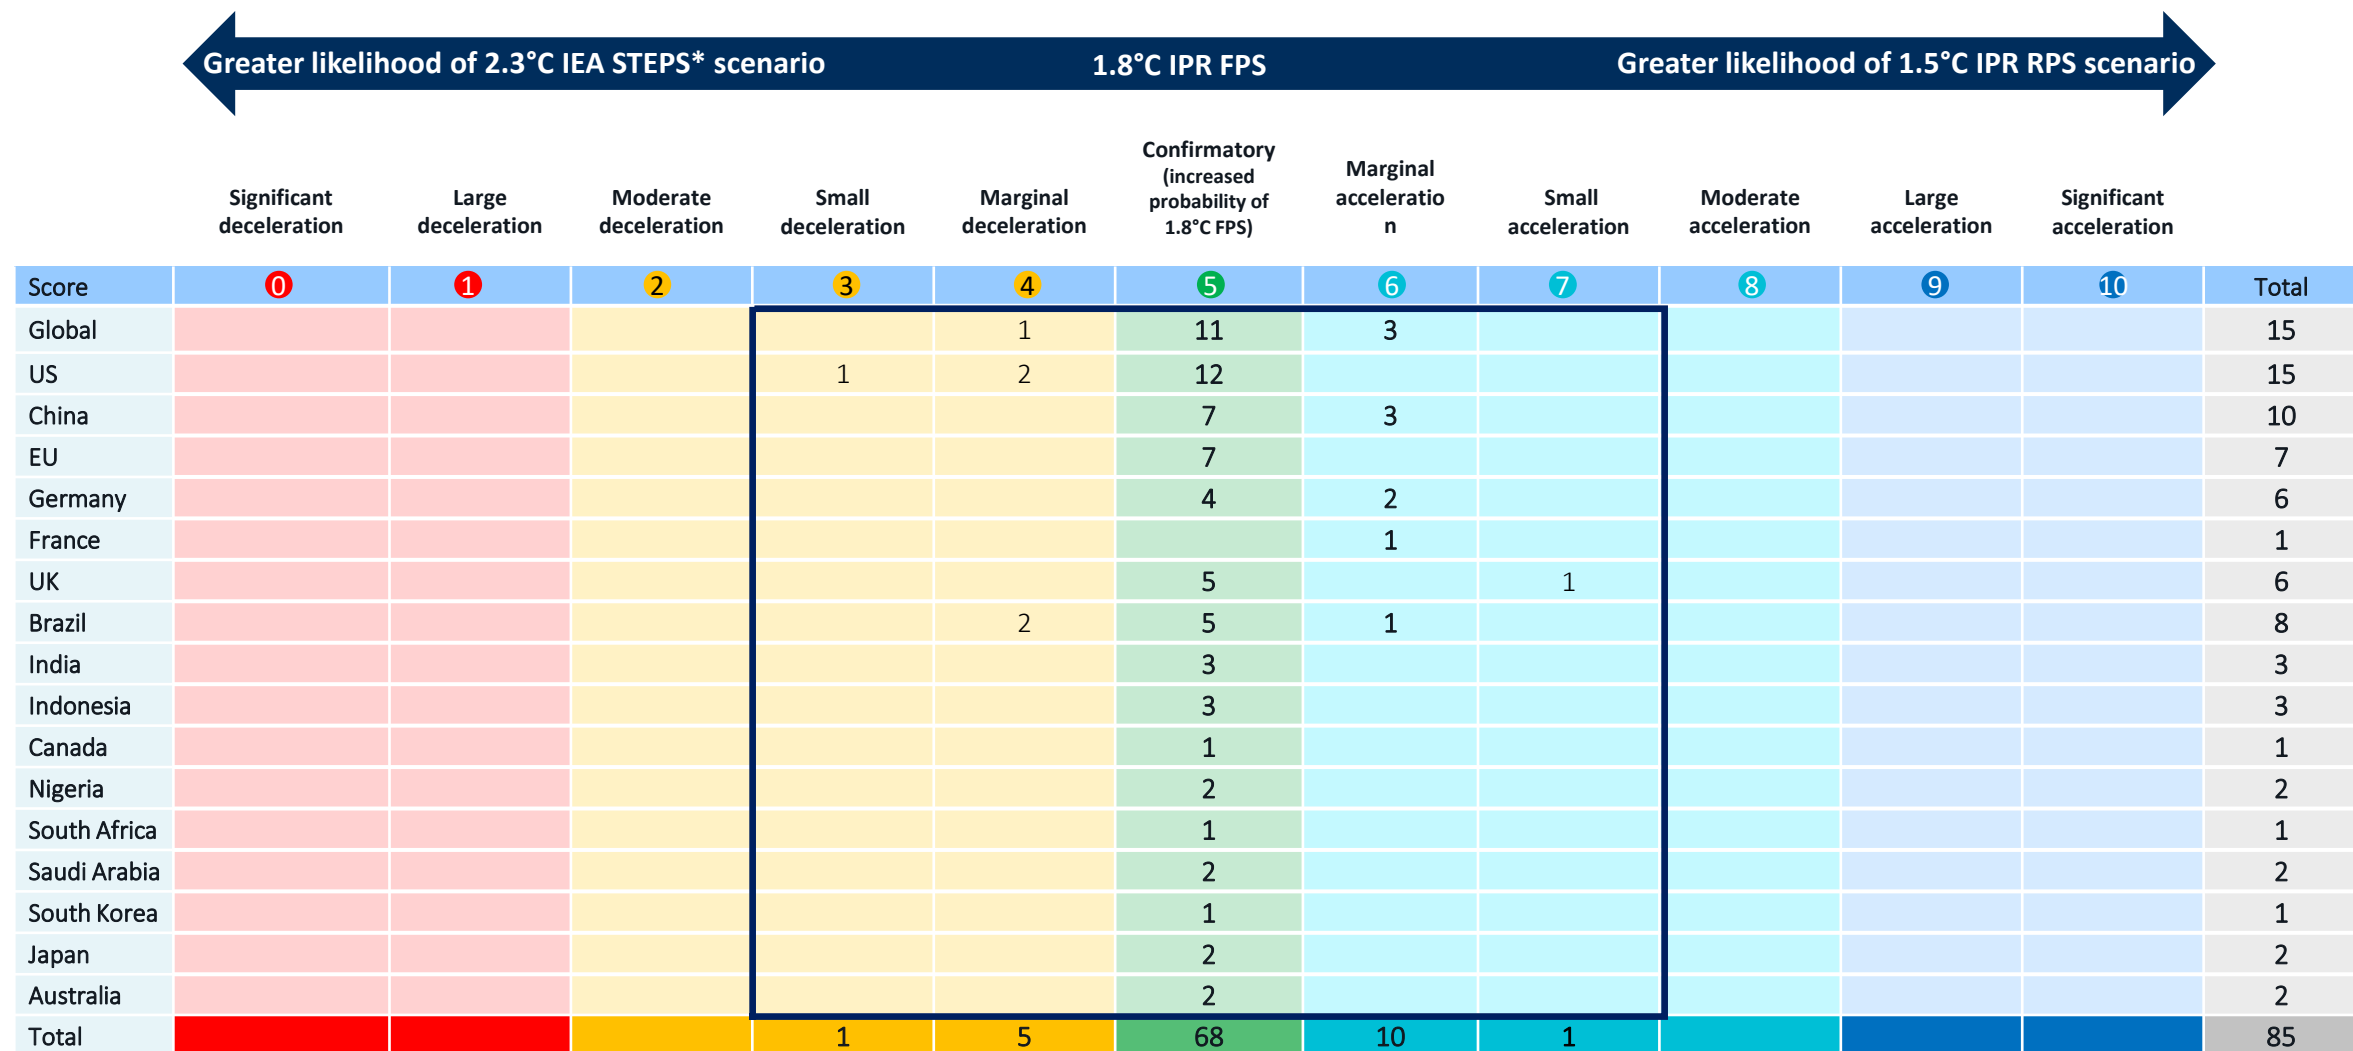 Greater likelihood of 2.3°C IEA STEPS* scenario 1.8°C IPR FPS Greater likelihood of 1.5°C IPR RPS scenario
Significant deceleration
Large deceleration
Moderate deceleration
Small deceleration
Marginal deceleration
Confirmatory
(increased
probability of
1.8°C FPS)
Marginal
acceleratio
n
Small acceleration
Moderate acceleration
Large acceleration
Significant acceleration
Score 0 1 2 3 4 5 6 7 8 9 10 Total
Global 1 11 3 15
US 1 2 12 15
China 7 3 10
EU 7 7
Germany 4 2 6
France 1 1
UK 5 1 6
Brazil 2 5 1 8
India 3 3
Indonesia 3 3
Canada 1 1
Nigeria 2 2
South Africa 1 1
Saudi Arabia 2 2
South Korea 1 1
Japan 2 2
Australia 2 2
Total 1 5 68 10 1 85